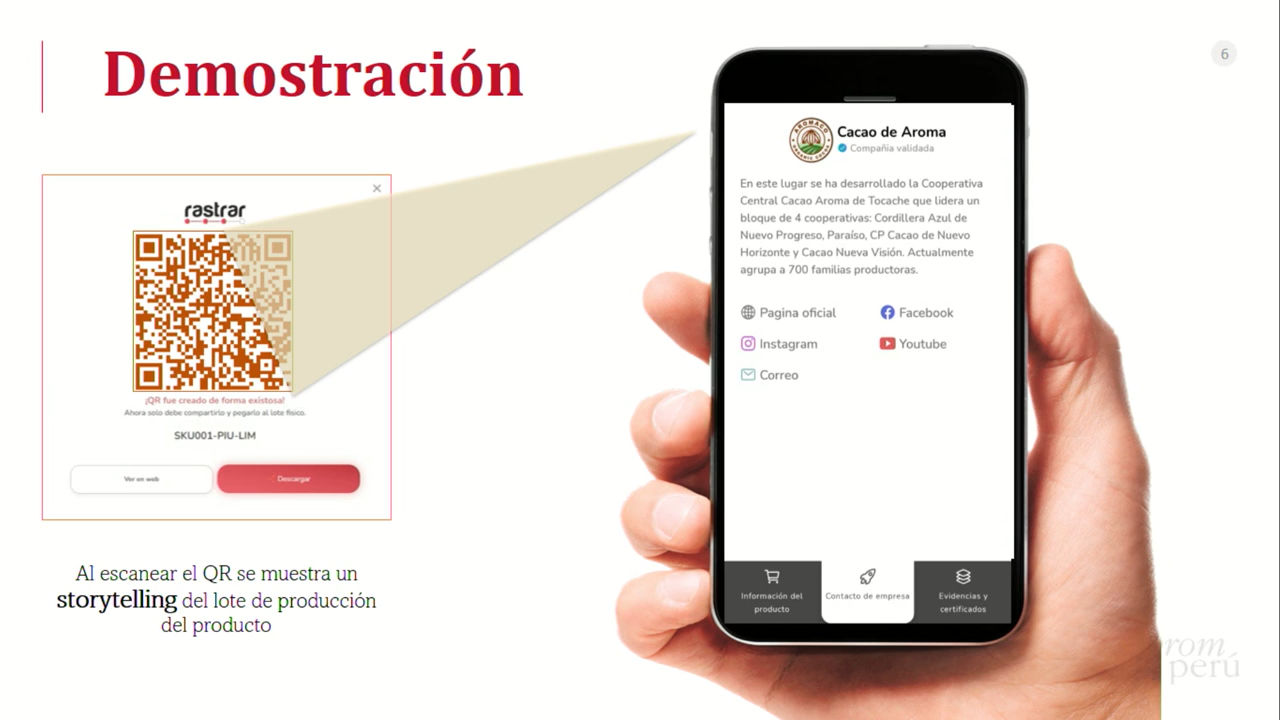 Demostración
6
rastrar
¡QR fue creado de forma existosa!
Ahora solo debe compartirlo y pegarlo al lote físico.
SKU001-PIU-LIM
Ver en web
Descargar
Al escanear el QR se muestra un
storytelling del lote de producción
del producto
AROMACO
ORGANIC COCOA
Cacao de Aroma
Compañia validada
En este lugar se ha desarrollado la Cooperativa
Central Cacao Aroma de Tocache que lidera un
bloque de 4 cooperativas: Cordillera Azul de
Nuevo Progreso, Paraíso, CP Cacao de Nuevo
Horizonte y Cacao Nueva Visión. Actualmente
agrupa a 700 familias productoras.
Pagina oficial
Facebook
Instagram
Youtube
Correo
Información del
producto
Contacto de empresa
Evidencias y
certificados
rom
perú